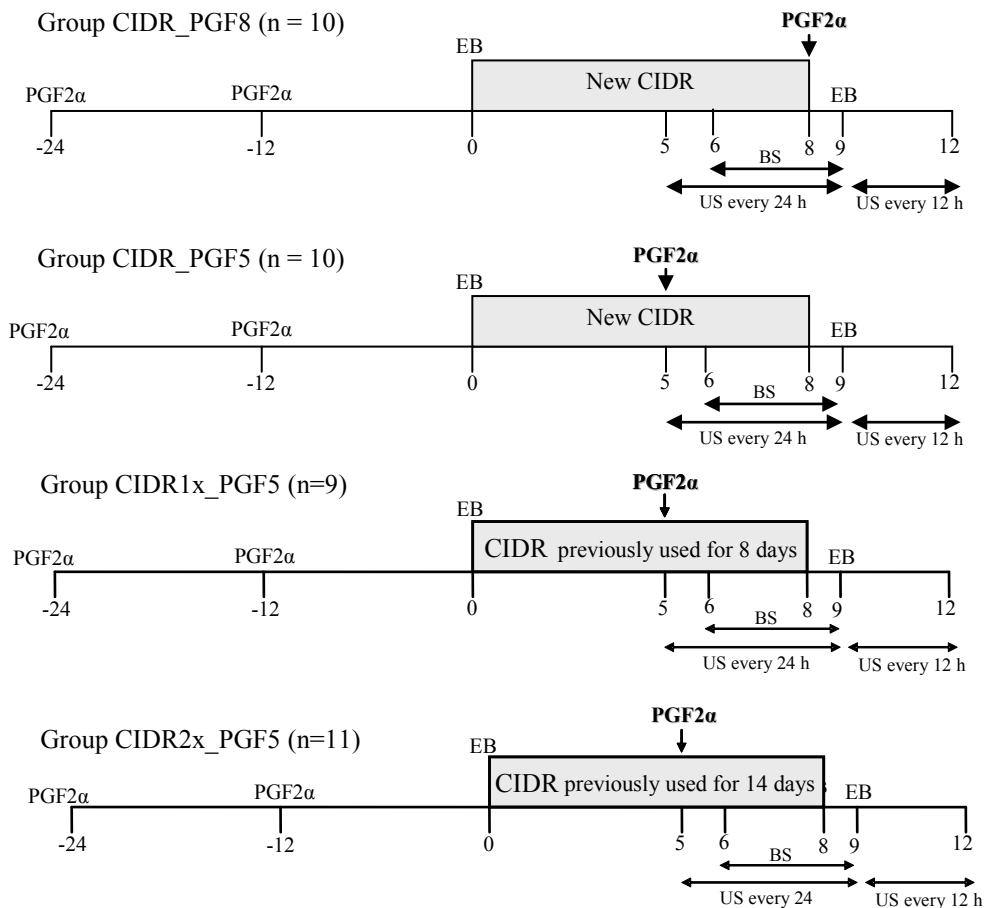 Group CIDR_PGF8 (n = 10)
PGF2α
EB
New CIDR
PGF2α
PGF2α
EB
-24
-12
0
5
6
8
9
12
BS
US every 24 h
US every 12 h
Group CIDR_PGF5 (n = 10)
PGF2α
EB
New CIDR
PGF2α
PGF2α
EB
-24
-12
0
5
6
8
9
12
BS
US every 24 h
US every 12 h
Group CIDR1x_PGF5 (n=9)
PGF2α
EB
CIDR previously used for 8 days
PGF2α
PGF2α
EB
-24
-12
0
5
6
8
9
12
BS
US every 24 h
US every 12 h
Group CIDR2x_PGF5 (n=11)
PGF2α
EB
CIDR previously used for 14 days
PGF2α
PGF2α
EB
-24
-12
0
5
6
8
9
12
BS
US every 24
US every 12 h